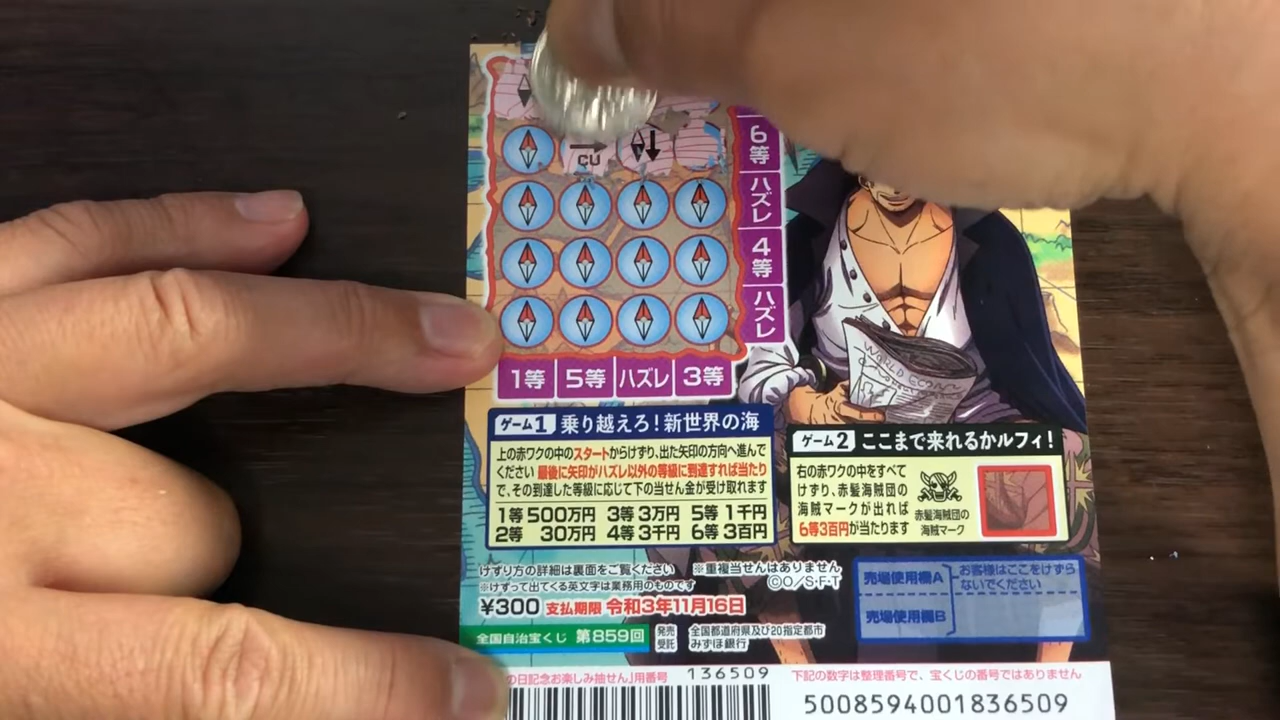 CU
6等
ハズレ
4等
ハズレ
1等
5等
ハズレ
3等
WORLD ECON
ゲーム1 乗り越えろ!新世界の海
上の赤ワクの中のスタートからけずり、出た矢印の方向へ進んで
ください 最後に矢印がハズレ以外の等級に到達すれば当たり
で、その到達した等級に応じて下の当せん金が受け取れます
1等 500万円 3等 3万円 5等 1千円
2等 30万円 4等 3千円 6等 3百円
ゲーム2 ここまで来れるかルフィ!
右の赤ワクの中をすべて
けずり、赤髪海賊団の
海賊マークが出れば
6等3百円が当たります
赤髪海賊団の
海賊マーク
けずり方の詳細は裏面をご覧ください ※重複当せんはありません
※けずって出てくる英文字は業務用のものです ©O/S・F・T
¥300 支払期限 令和3年11月16日
全国自治宝くじ 第859回
発売 全国都道府県及び20指定都市
受託 みずほ銀行
売場使用欄A
売場使用欄B
お客様はここをけずら
ないでください
の日記念お楽しみ抽せん」用番号 136509
下記の数字は整理番号で、宝くじの番号ではありません
5008594001836509